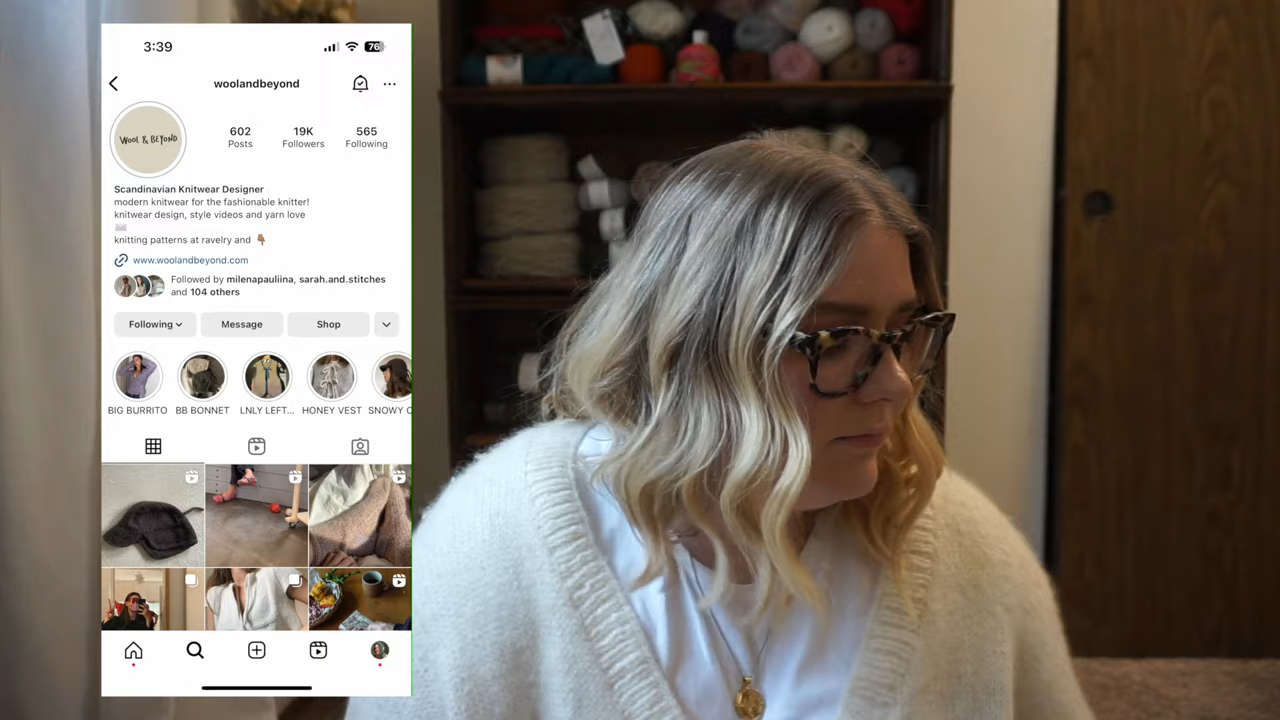 3:39
76
woolandbeyond
WOOL & BEYOND
602
Posts
19K
Followers
565
Following
Scandinavian Knitwear Designer
modern knitwear for the fashionable knitter!
knitwear design, style videos and yarn love
knitting patterns at ravelry and
www.woolandbeyond.com
Followed by milenapauliina, sarah.and.stitches
and 104 others
Following
Message
Shop
BIG BURRITO
BB BONNET
LNLY LEFT...
HONEY VEST
SNOWY